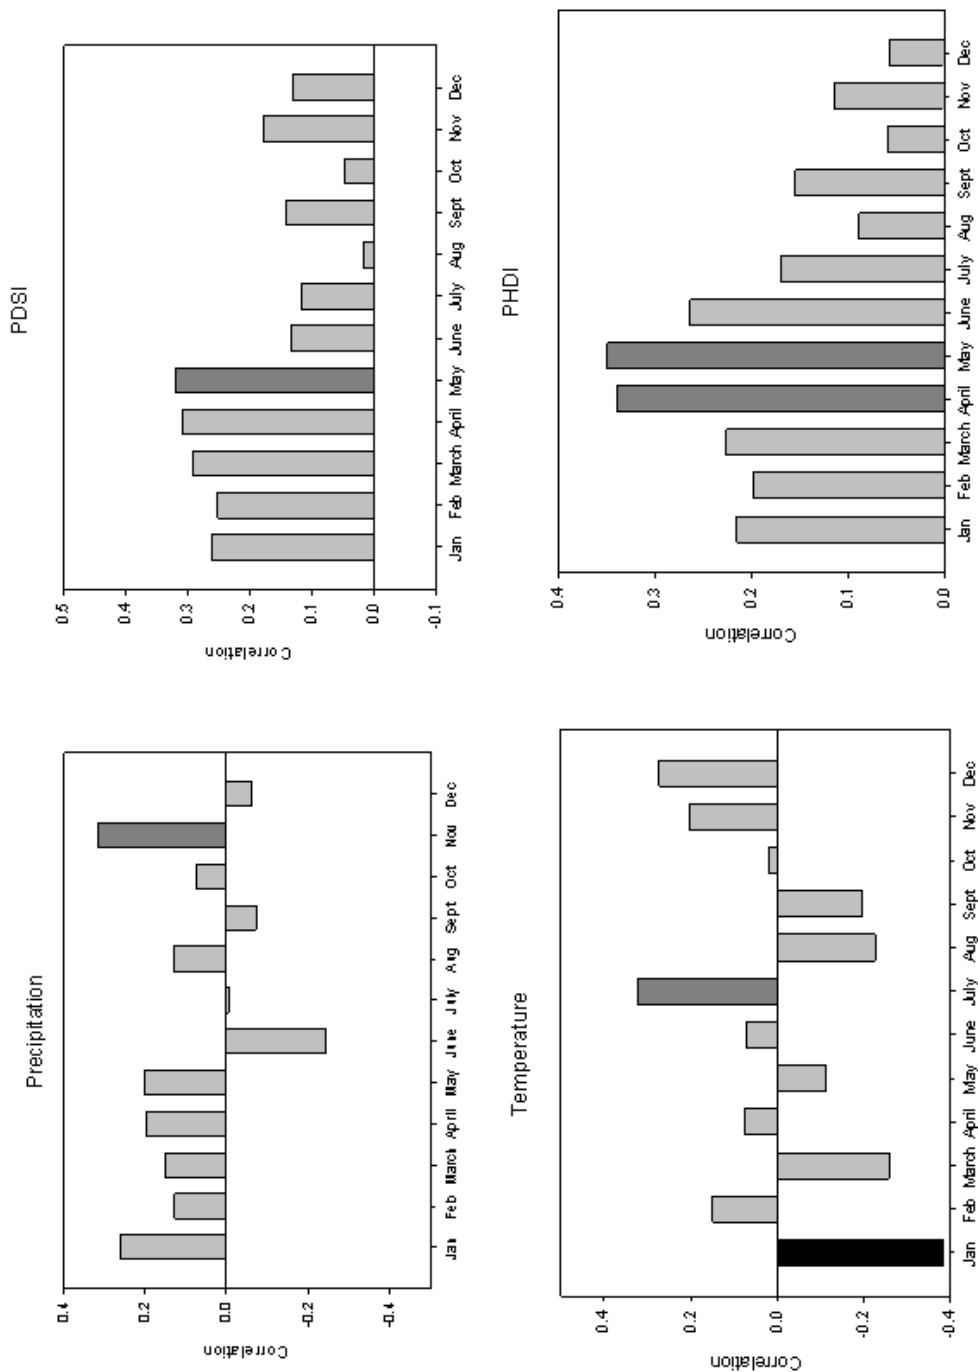 Precipitation
Correlation
0.4
0.2
0.0
-0.2
-0.4
Jan Feb March April May June July Aug Sept Oct Nov Dec
PDSI
Correlation
0.5
0.4
0.3
0.2
0.1
0.0
-0.1
Jan Feb March April May June July Aug Sept Oct Nov Dec
Temperature
Correlation
0.4
0.2
0.0
-0.2
-0.4
Jan Feb March April May June July Aug Sept Oct Nov Dec
PHDI
Correlation
0.4
0.3
0.2
0.1
0.0
Jan Feb March April May June July Aug Sept Oct Nov Dec